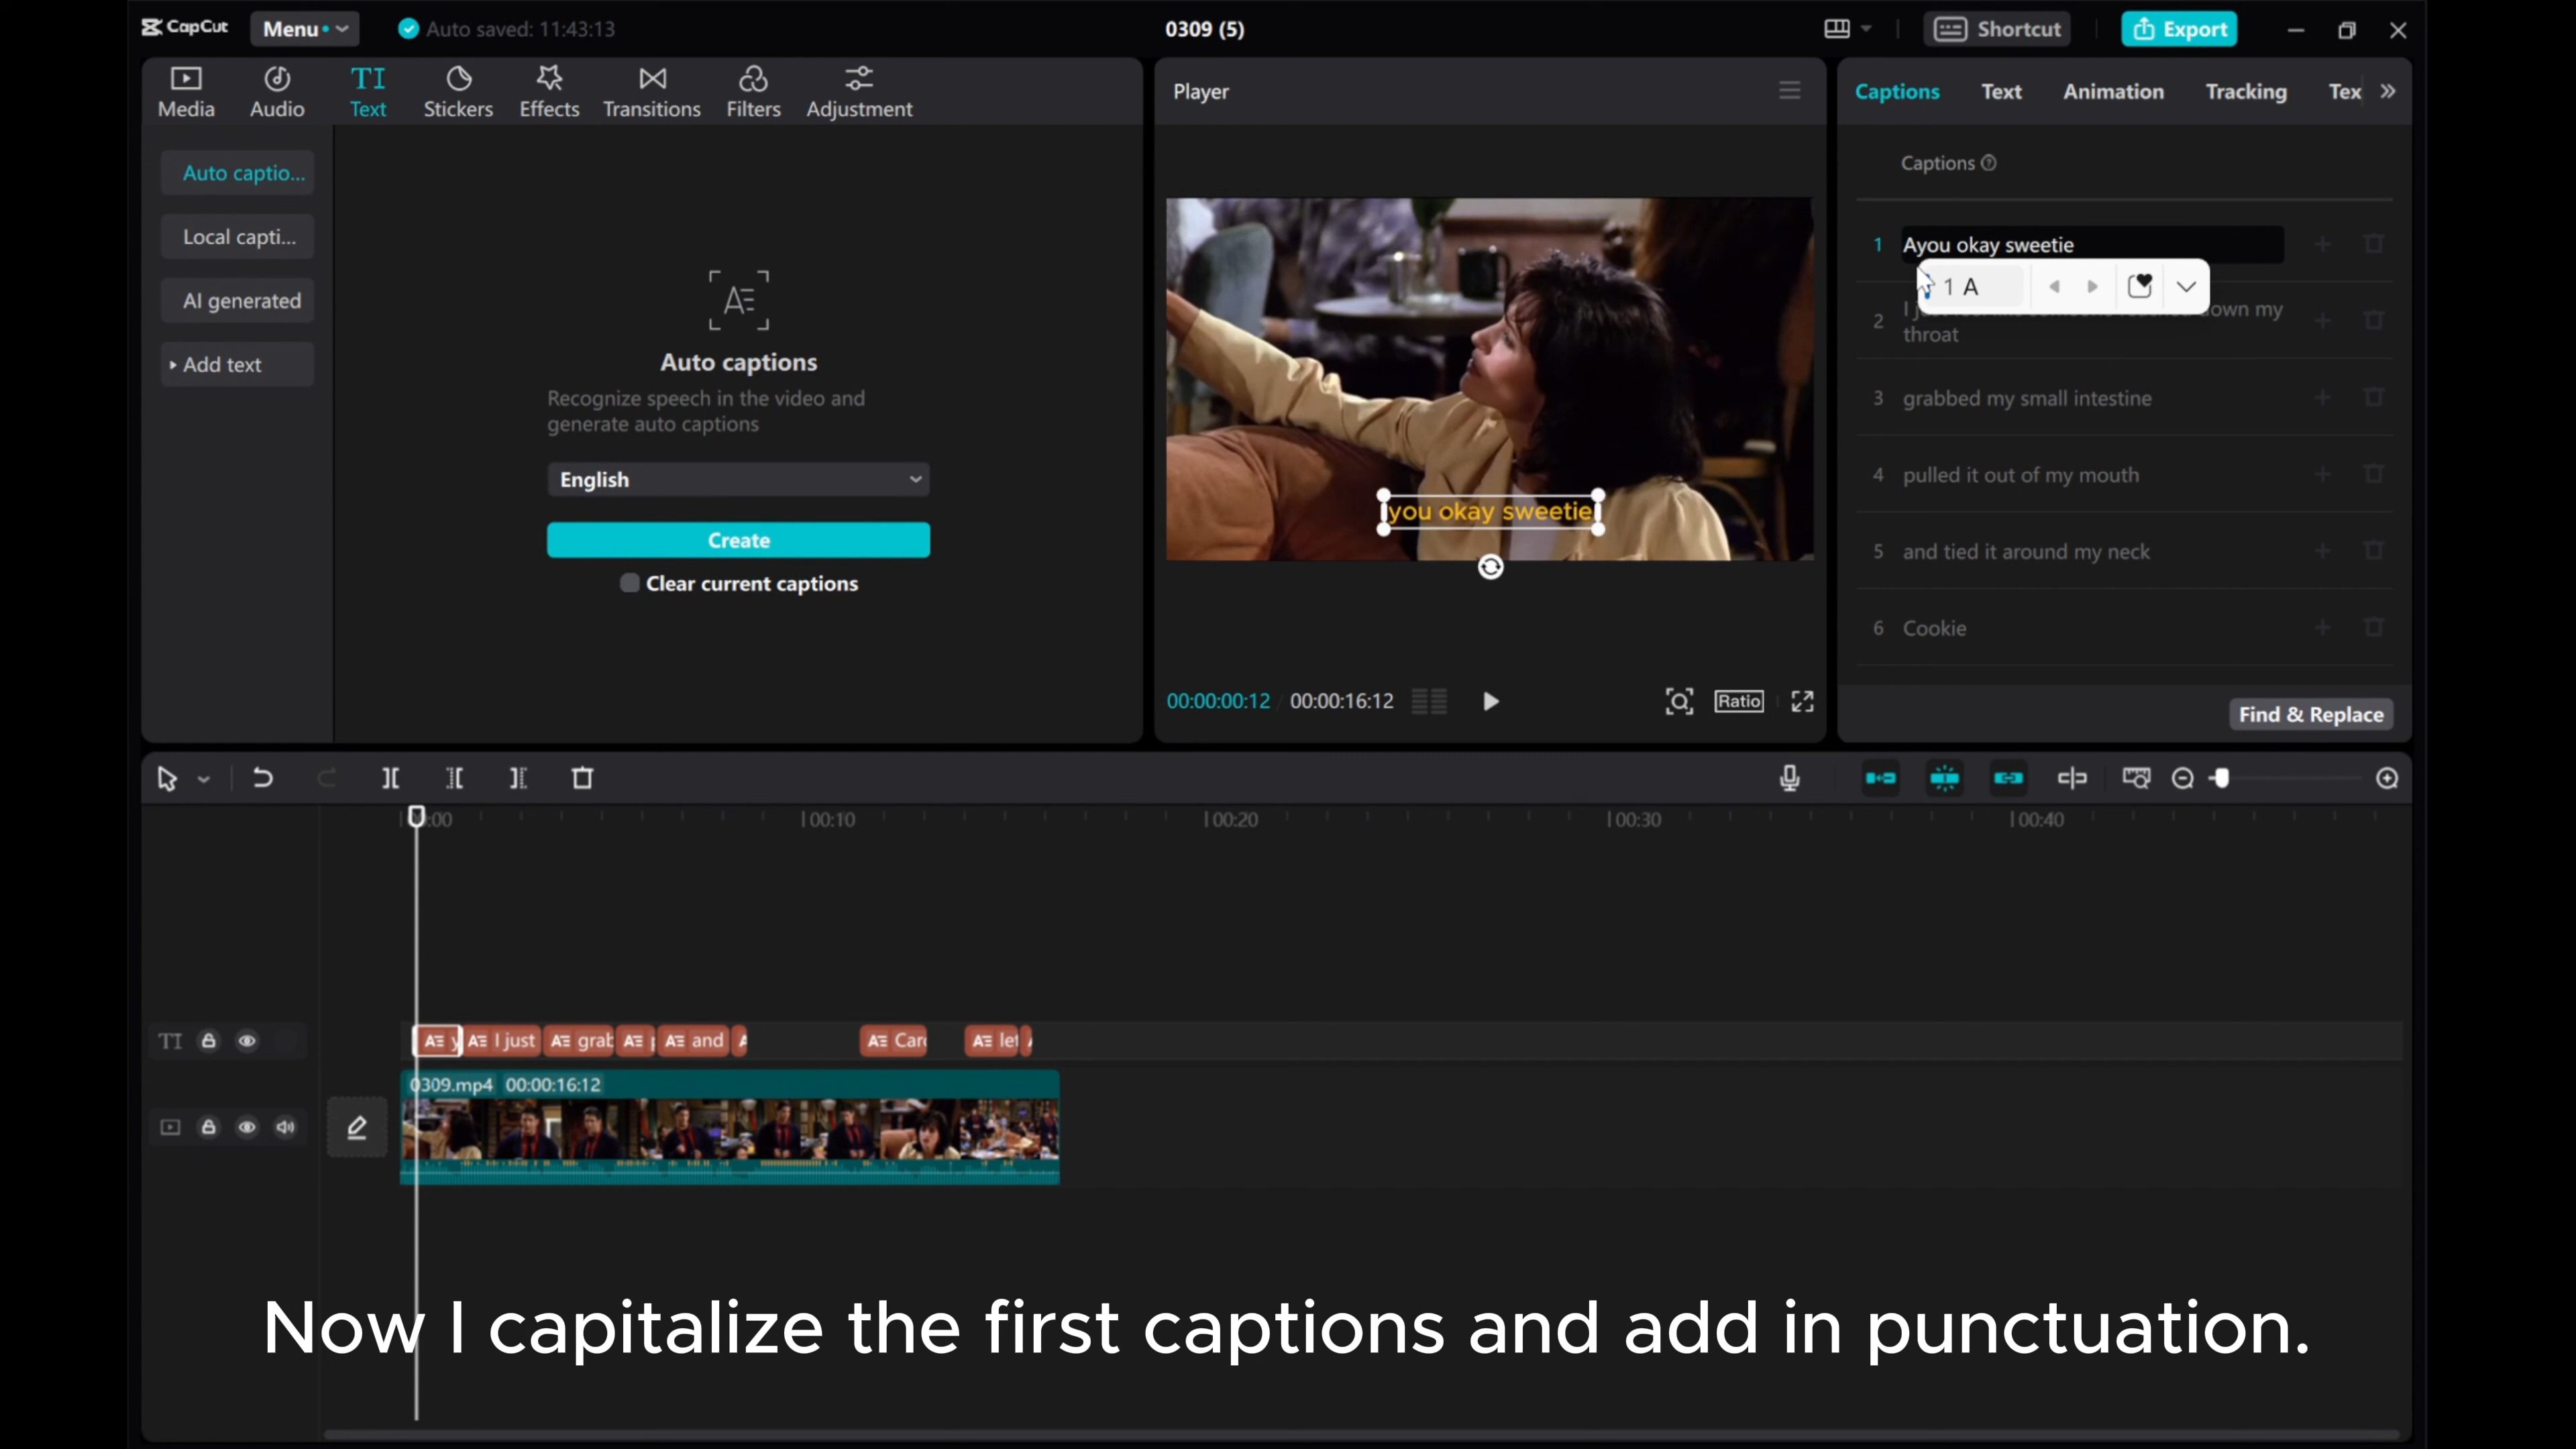 CapCut
Menu
Auto saved: 11:43:13
0309 (5)
Shortcut
Export
Media
Audio
TI
Text
Stickers
Effects
Transitions
Filters
Adjustment
Player
Captions
Text
Animation
Tracking
Tex
Auto captio...
Local capti...
AI generated
Add text
Auto captions
Recognize speech in the video and
generate auto captions
English
Create
Clear current captions
you okay sweetie
00:00:00:12
00:00:16:12
Ratio
Captions
1 Ayou okay sweetie
1 A
2 I j own my
throat
3 grabbed my small intestine
4 pulled it out of my mouth
5 and tied it around my neck
6 Cookie
Find & Replace
:00
00:10
00:20
00:30
00:40
TI
y
I just
grab
p
and
Car
let
0309.mp4 00:00:16:12
Now I capitalize the first captions and add in punctuation.